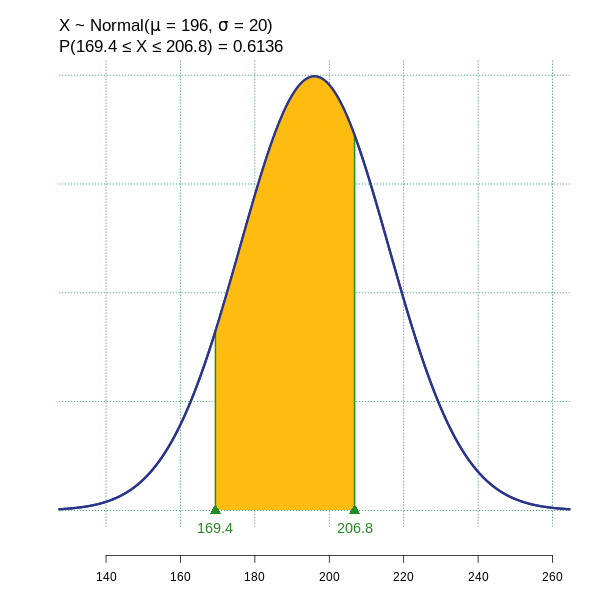 X ~ Normal(μ = 196, σ = 20)
P(169.4 ≤ X ≤ 206.8) = 0.6136
169.4 206.8
140 160 180 200 220 240 260